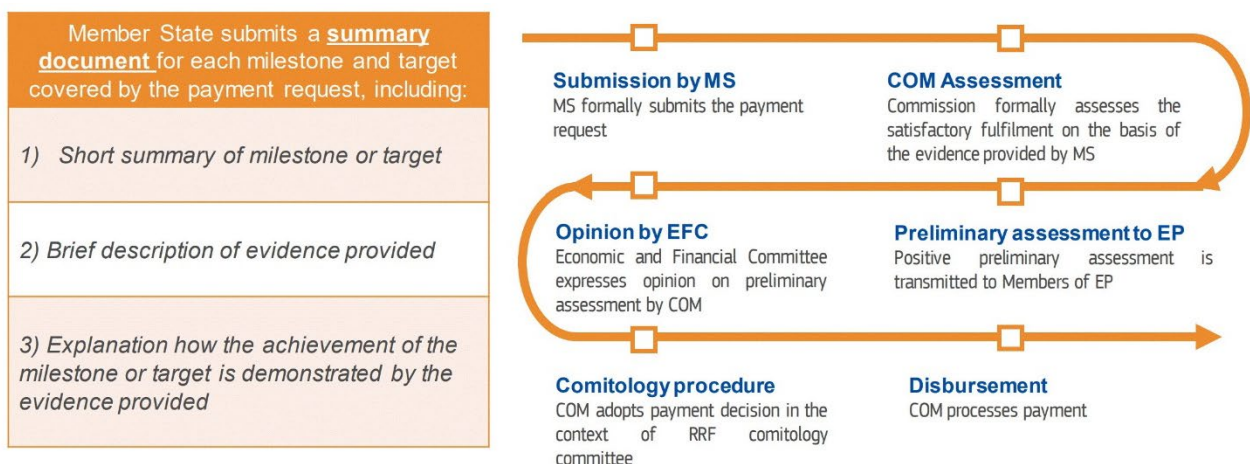 Member State submits a summary
document for each milestone and target
covered by the payment request, including:
1) Short summary of milestone or target
2) Brief description of evidence provided
3) Explanation how the achievement of the
milestone or target is demonstrated by the
evidence provided
Submission by MS
MS formally submits the payment
request
COM Assessment
Commission formally assesses the
satisfactory fulfilment on the basis of
the evidence provided by MS
Preliminary assessment to EP
Positive preliminary assessment is
transmitted to Members of EP
Opinion by EFC
Economic and Financial Committee
expresses opinion on preliminary
assessment by COM
Comitology procedure
COM adopts payment decision in the
context of RRF comitology
committee
Disbursement
COM processes payment